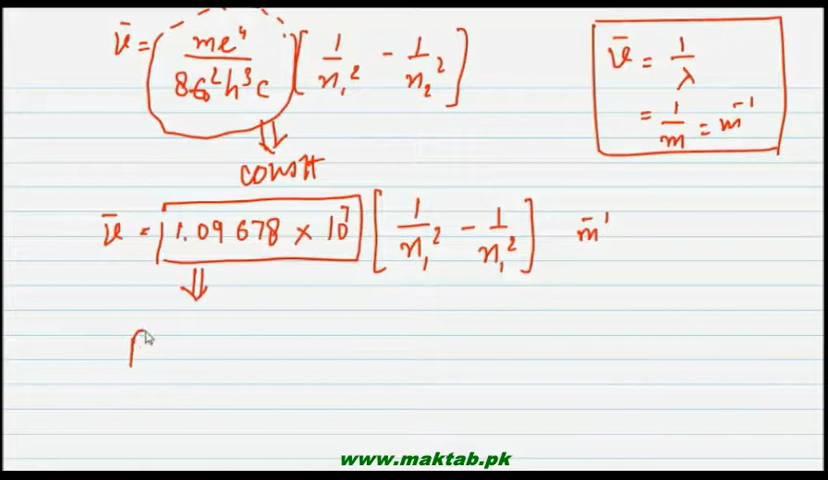 ν̄ = me⁴ / 8ϵ₀²h³c [ 1/n₁² - 1/n₂² ]
ν̄ = 1/λ
= 1/m = m⁻¹
const
ν̄ = 1.09678 × 10⁷ [ 1/n₁² - 1/n₁² ] m⁻¹
www.maktab.pk